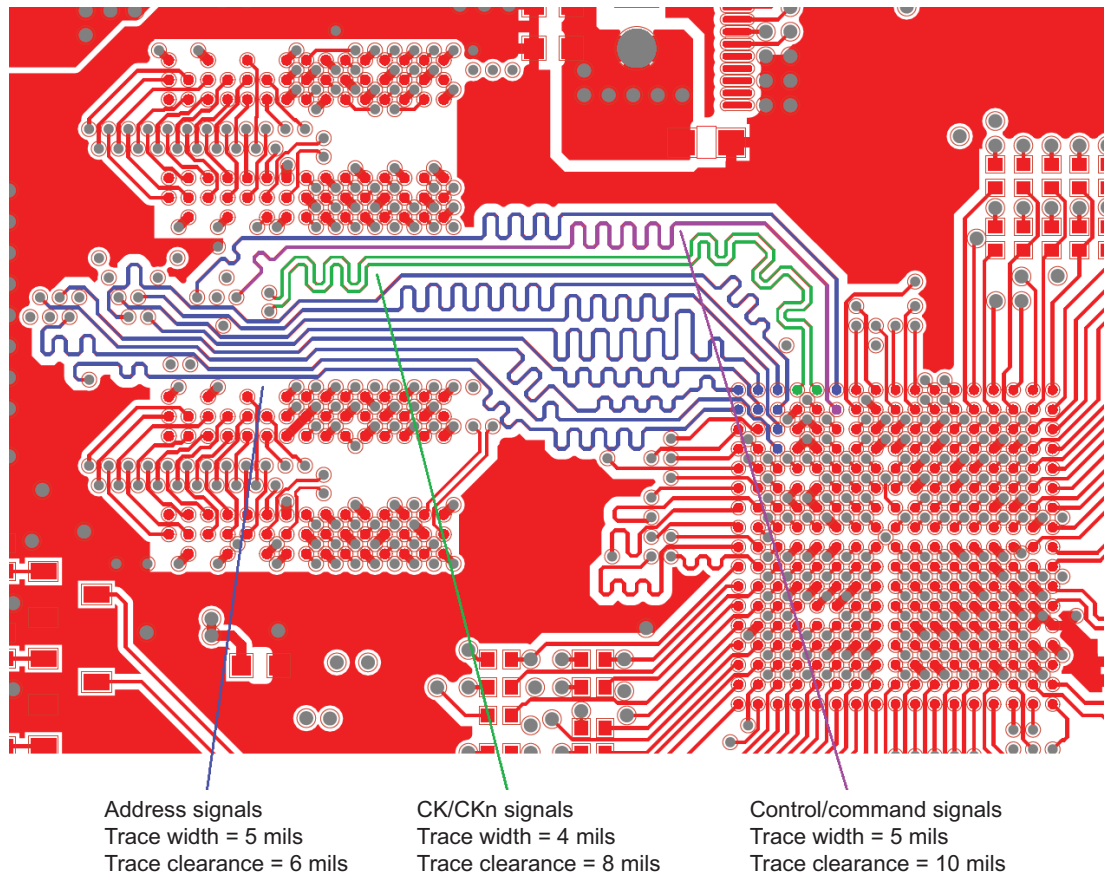 Address signals
Trace width = 5 mils
Trace clearance = 6 mils
CK/CKn signals
Trace width = 4 mils
Trace clearance = 8 mils
Control/command signals
Trace width = 5 mils
Trace clearance = 10 mils